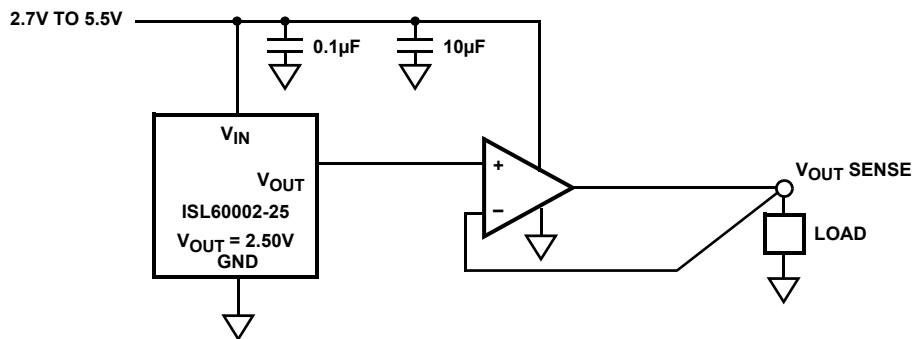 2.7V TO 5.5V
0.1µF
10µF
VIN
VOUT
ISL60002-25
VOUT = 2.50V
GND
+
−
VOUT SENSE
LOAD